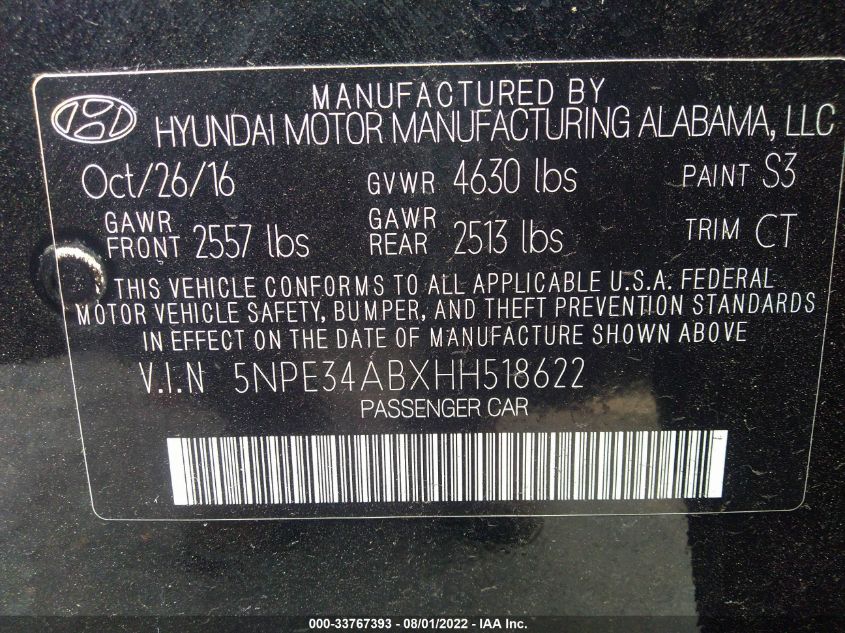 MANUFACTURED BY
HYUNDAI MOTOR MANUFACTURING ALABAMA, LLC
Oct/26/16 GVWR 4630 lbs PAINT S3
GAWR FRONT 2557 lbs GAWR REAR 2513 lbs TRIM CT
THIS VEHICLE CONFORMS TO ALL APPLICABLE U.S.A. FEDERAL
MOTOR VEHICLE SAFETY, BUMPER, AND THEFT PREVENTION STANDARDS
IN EFFECT ON THE DATE OF MANUFACTURE SHOWN ABOVE
V.I.N 5NPE34ABXHH518622
PASSENGER CAR
000-33767393 - 08/01/2022 - IAA Inc.